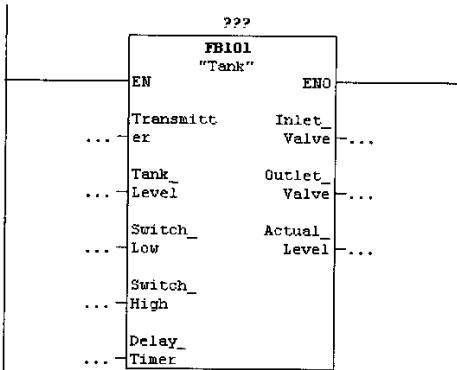 ???
FB101
"Tank"
EN ENO
Transmitt Inlet_
... er Valve ...
Tank_ Outlet_
... Level Valve ...
Switch_ Actual_
... Low Level ...
Switch_
... High
Delay_
... Timer